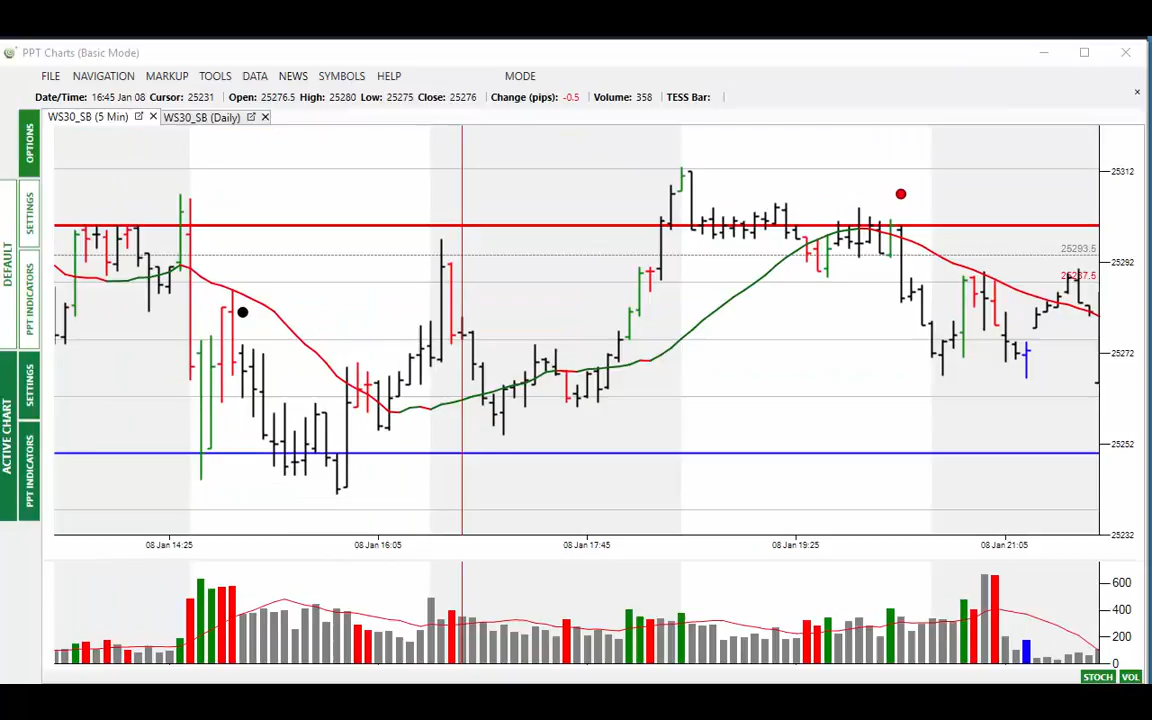 PPT Charts (Basic Mode)
FILE NAVIGATION MARKUP TOOLS DATA NEWS SYMBOLS HELP MODE
Date/Time: 16:45 Jan 08 Cursor: 25231 Open: 25276.5 High: 25280 Low: 25275 Close: 25276 Change (pips): -0.5 Volume: 358 TESS Bar:
WS30_SB (5 Min) WS30_SB (Daily)
OPTIONS
DEFAULT
SETTINGS
PPT INDICATORS
ACTIVE CHART
SETTINGS
PPT INDICATORS
25312
25293.5
25292
25272
25252
25232
08 Jan 14:25 08 Jan 16:05 08 Jan 17:45 08 Jan 19:25 08 Jan 21:05
600
400
200
0
STOCH VOL